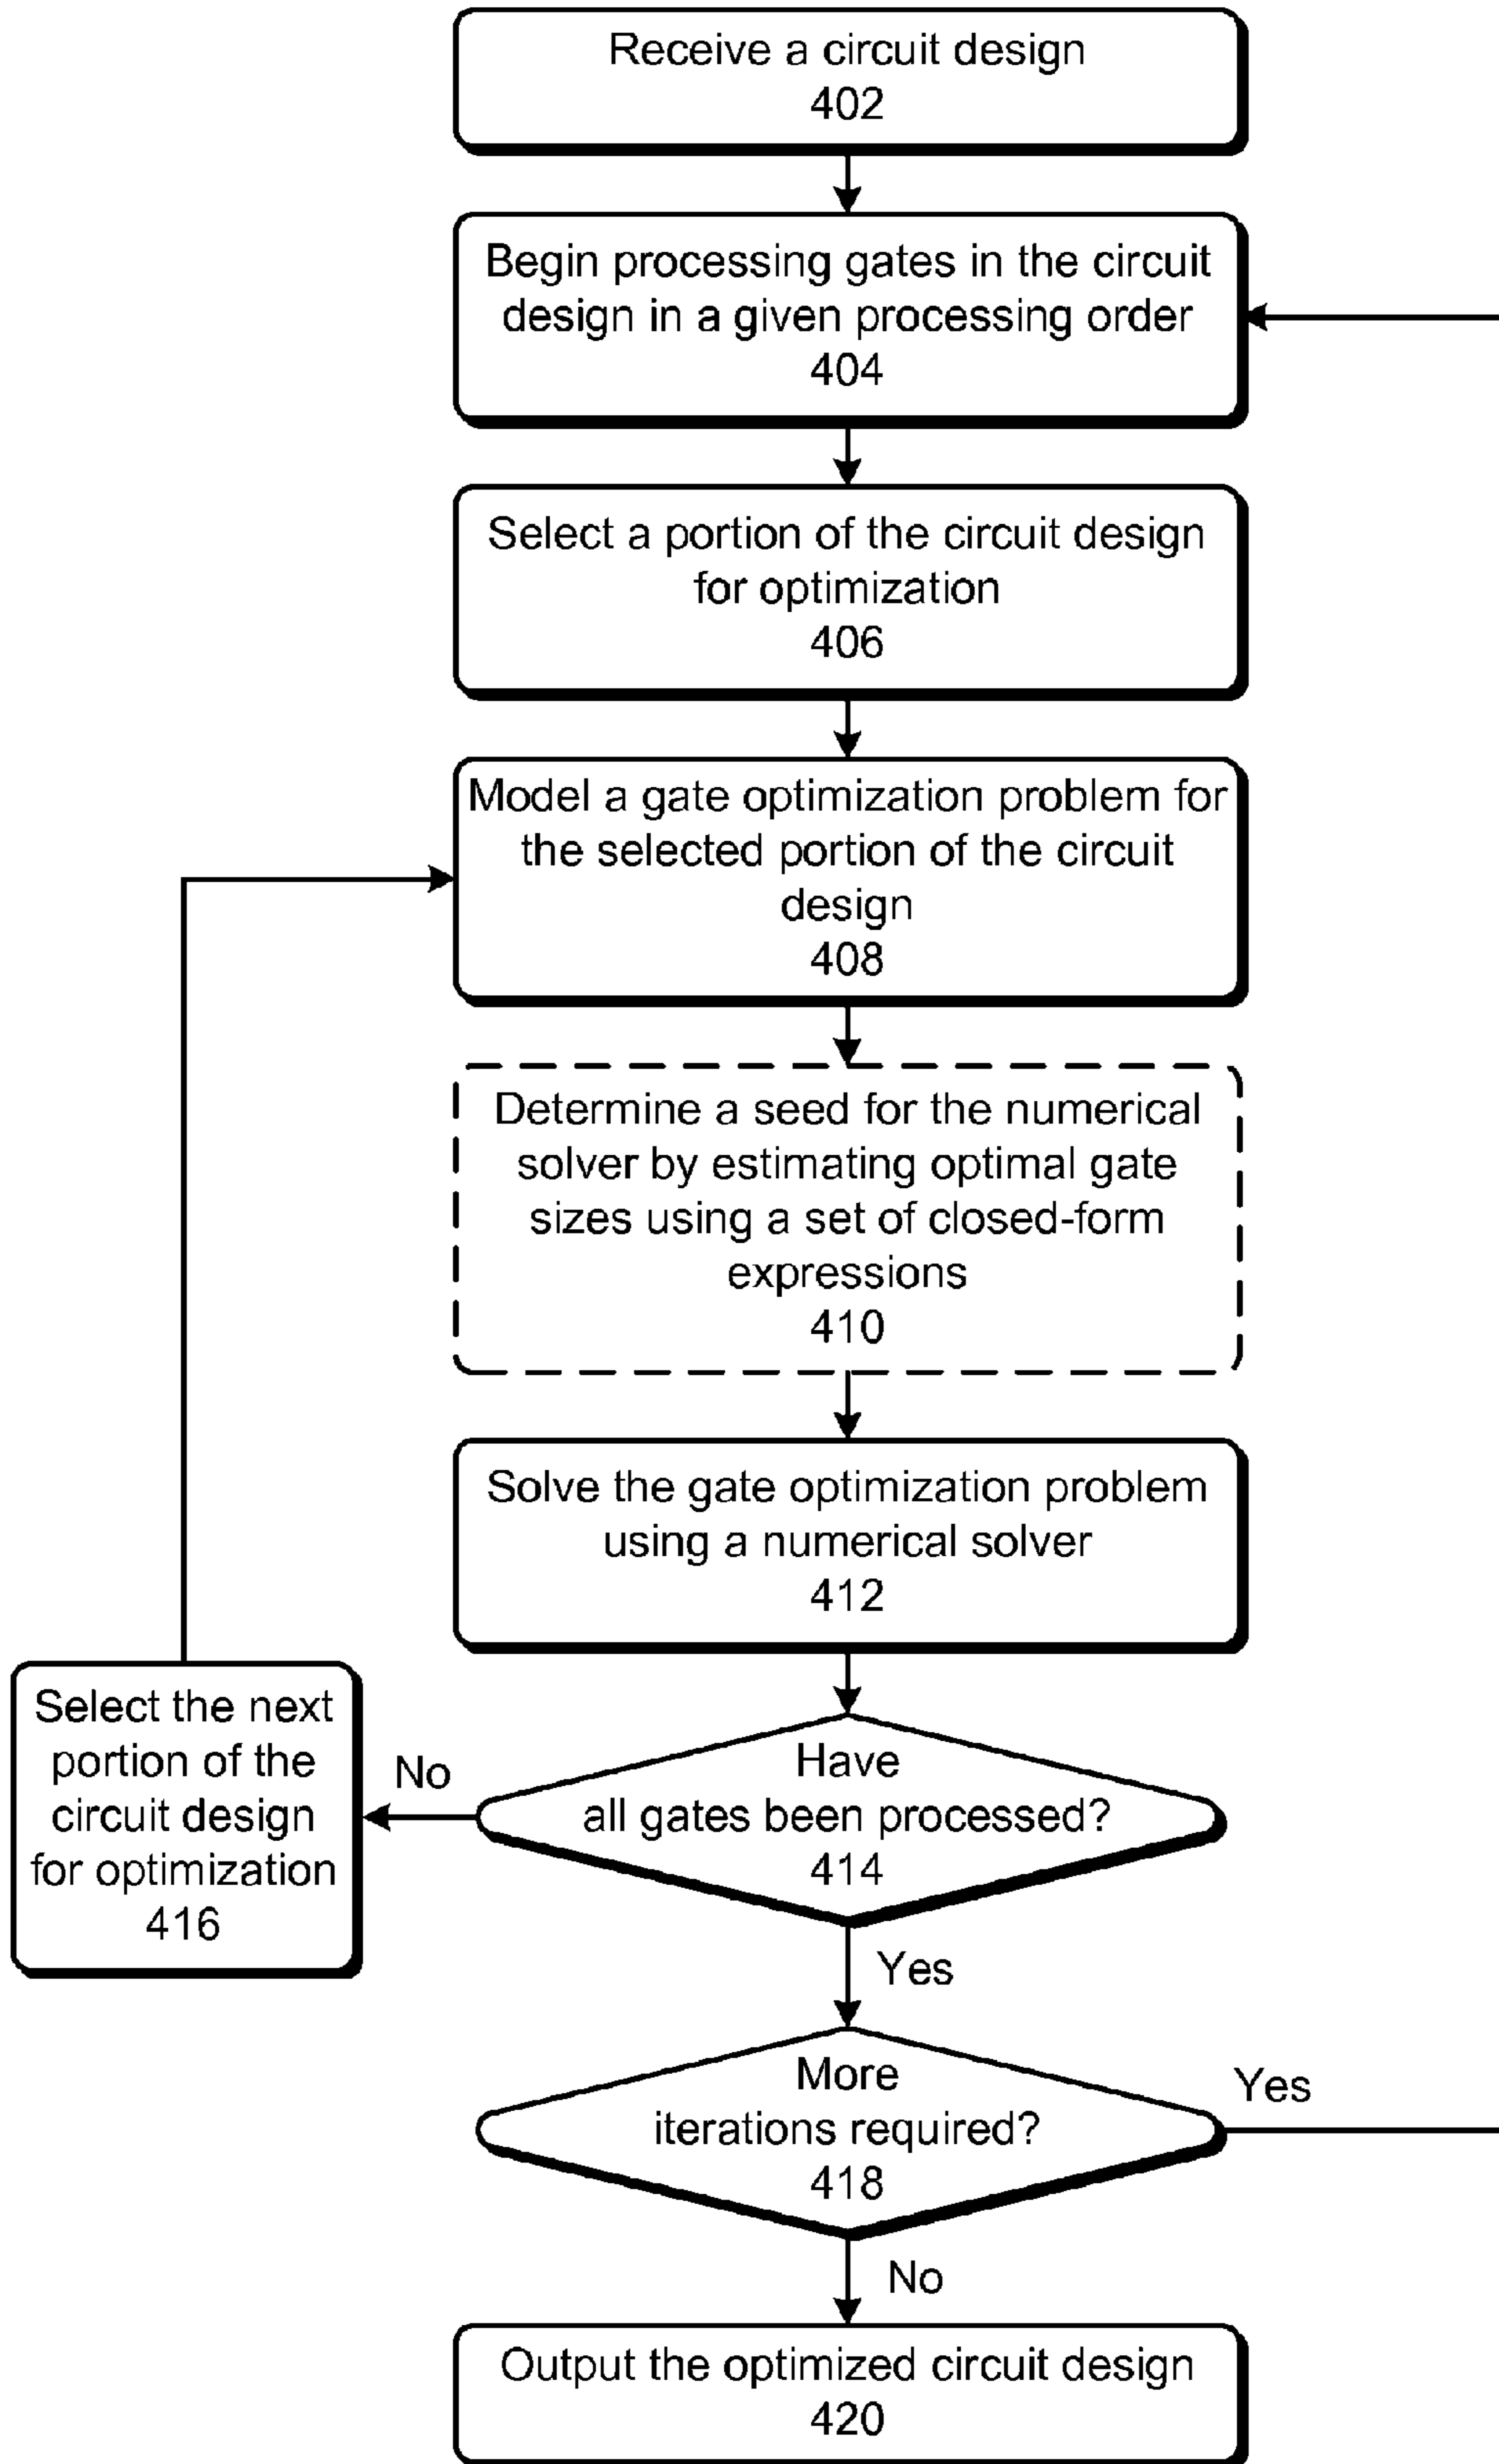 Receive a circuit design
402
Begin processing gates in the circuit
design in a given processing order
404
Select a portion of the circuit design
for optimization
406
Model a gate optimization problem for
the selected portion of the circuit
design
408
Determine a seed for the numerical
solver by estimating optimal gate
sizes using a set of closed-form
expressions
410
Solve the gate optimization problem
using a numerical solver
412
Have
all gates been processed?
414
No
Select the next
portion of the
circuit design
for optimization
416
Yes
More
iterations required?
418
Yes
No
Output the optimized circuit design
420